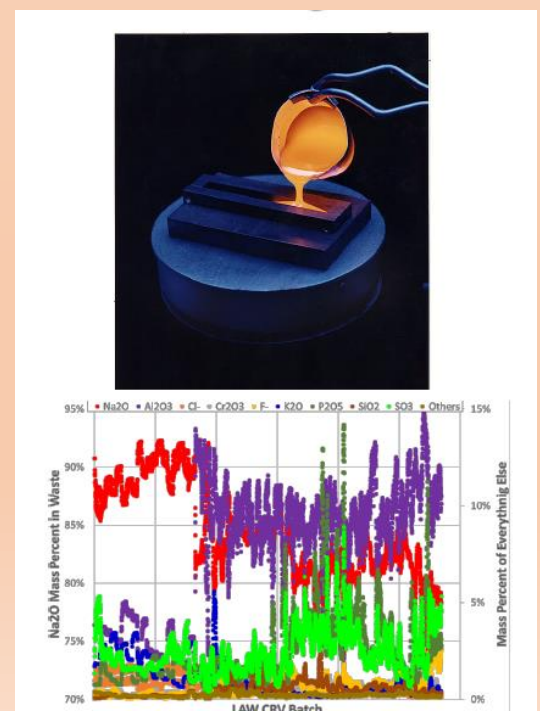 Na2O Al2O3 Cl- Cr2O3 F- K2O P2O5 SiO2 SO3 Others
95%
90%
85%
80%
75%
70%
Na2O Mass Percent in Waste
15%
10%
5%
0%
Mass Percent of Everythnig Else
LAW CRV Batch